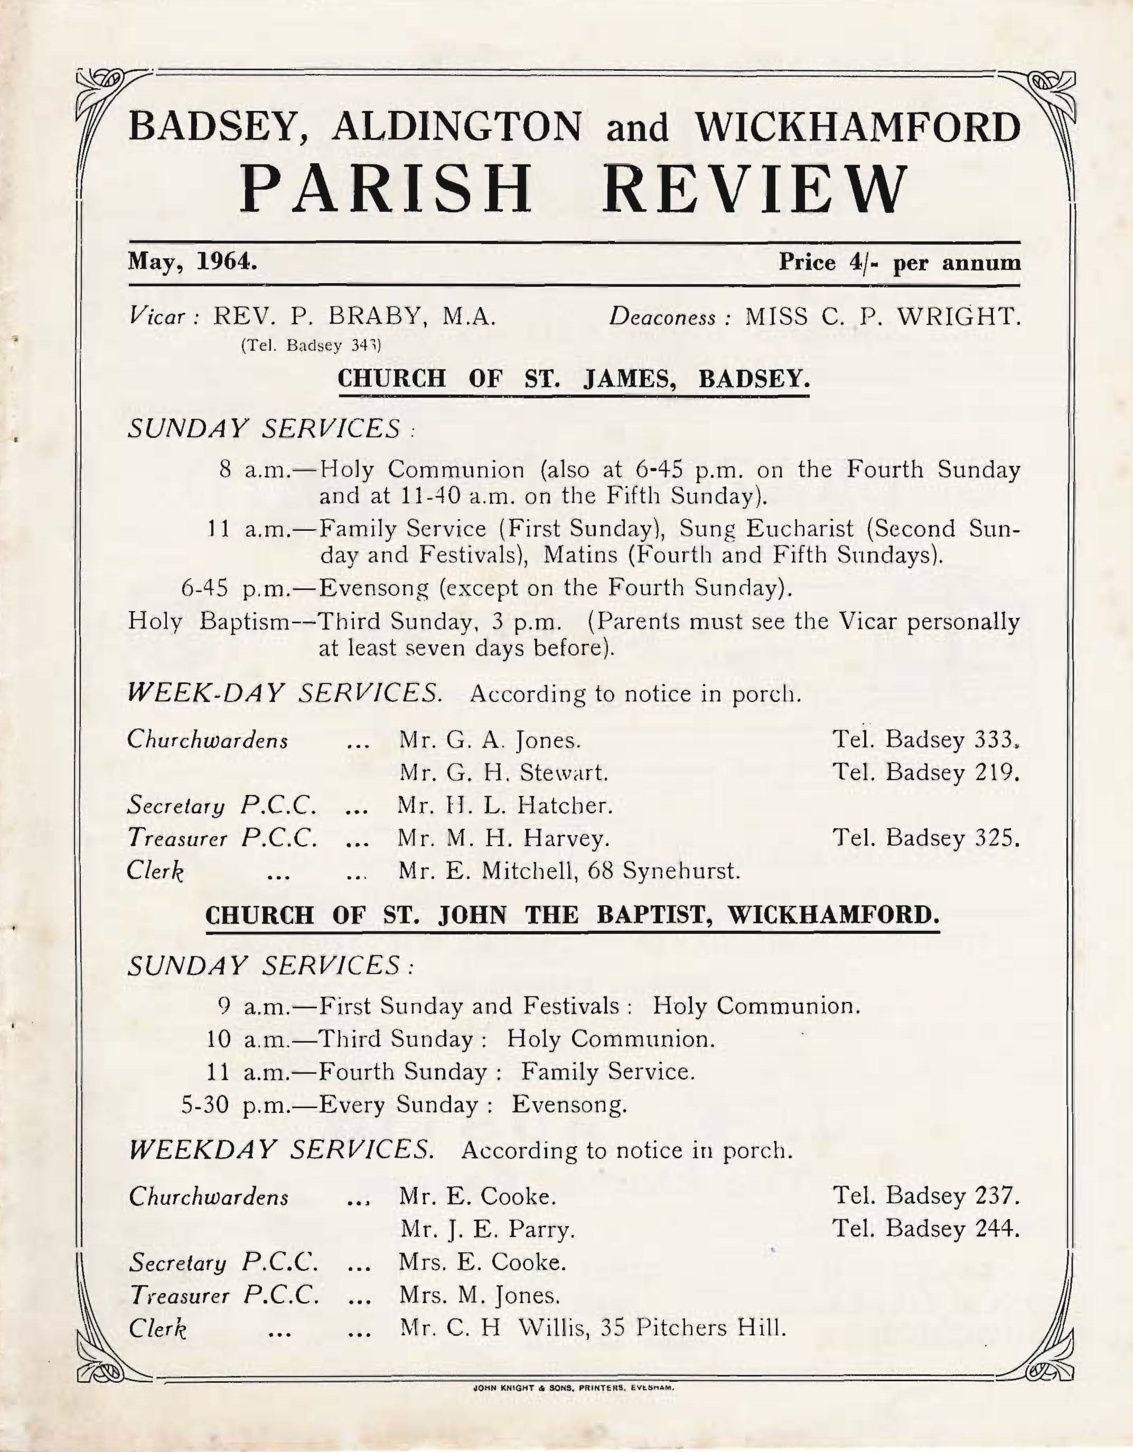 BADSEY, ALDINGTON and WICKHAMFORD
PARISH REVIEW
May, 1964. Price 4/- per annum
Vicar : REV. P. BRABY, M.A. Deaconess : MISS C. P. WRIGHT.
(Tel. Badsey 343)
CHURCH OF ST. JAMES, BADSEY.
SUNDAY SERVICES :
8 a.m.—Holy Communion (also at 6-45 p.m. on the Fourth Sunday
and at 11-40 a.m. on the Fifth Sunday).
11 a.m.—Family Service (First Sunday), Sung Eucharist (Second Sun-
day and Festivals), Matins (Fourth and Fifth Sundays).
6-45 p.m.—Evensong (except on the Fourth Sunday).
Holy Baptism--Third Sunday, 3 p.m. (Parents must see the Vicar personally
at least seven days before).
WEEK-DAY SERVICES. According to notice in porch.
Churchwardens ... Mr. G. A. Jones. Tel. Badsey 333.
Mr. G. H. Stewart. Tel. Badsey 219.
Secretary P.C.C. ... Mr. H. L. Hatcher.
Treasurer P.C.C. ... Mr. M. H. Harvey. Tel. Badsey 325.
Clerk ... ... Mr. E. Mitchell, 68 Synehurst.
CHURCH OF ST. JOHN THE BAPTIST, WICKHAMFORD.
SUNDAY SERVICES :
9 a.m.—First Sunday and Festivals : Holy Communion.
10 a.m.—Third Sunday : Holy Communion.
11 a.m.—Fourth Sunday : Family Service.
5-30 p.m.—Every Sunday : Evensong.
WEEKDAY SERVICES. According to notice in porch.
Churchwardens ... Mr. E. Cooke. Tel. Badsey 237.
Mr. J. E. Parry. Tel. Badsey 244.
Secretary P.C.C. ... Mrs. E. Cooke.
Treasurer P.C.C. ... Mrs. M. Jones.
Clerk ... ... Mr. C. H Willis, 35 Pitchers Hill.
JOHN KNIGHT & SONS, PRINTERS, EVESHAM.